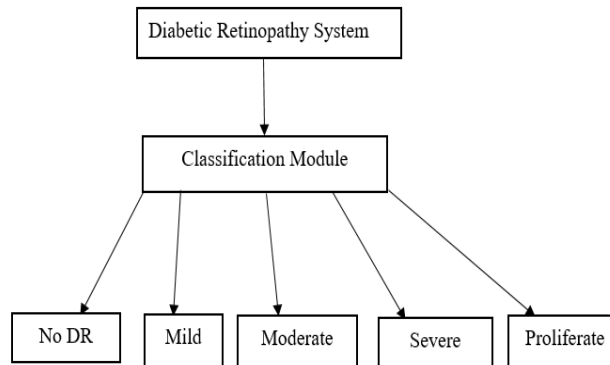 Diabetic Retinopathy System
Classification Module
No DR
Mild
Moderate
Severe
Proliferate